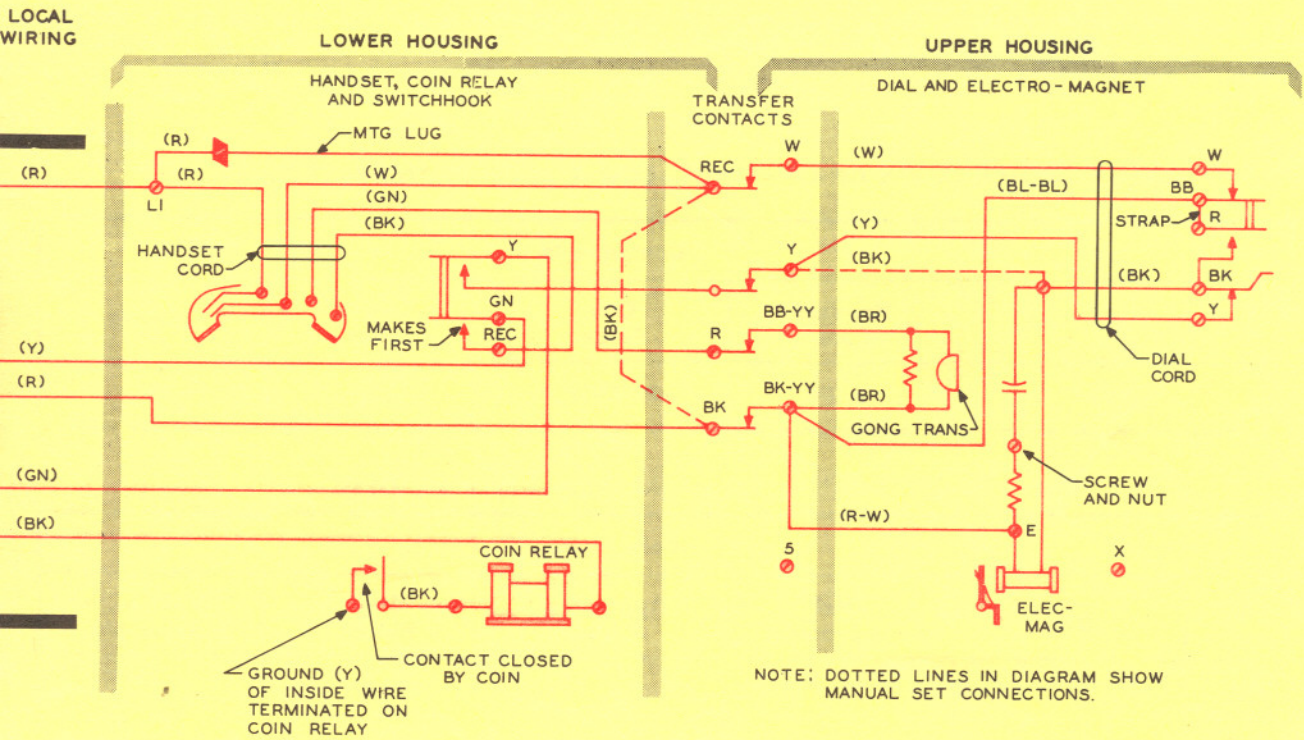 LOCAL
WIRING
LOWER HOUSING
UPPER HOUSING
HANDSET, COIN RELAY
AND SWITCHHOOK
DIAL AND ELECTRO-MAGNET
TRANSFER
CONTACTS
(R)
MTG LUG
(R)
(R)
L1
(W)
(GN)
(BK)
HANDSET
CORD
Y
GN
MAKES
FIRST
REC
(BK)
REC
W
(W)
Y
(Y)
(BK)
R
BB-YY
(BR)
BK
BK-YY
(BR)
GONG TRANS
(BL-BL)
W
BB
STRAP
R
(BK)
BK
Y
DIAL
CORD
(Y)
(R)
(GN)
(BK)
SCREW
AND NUT
(R-W)
E
5
X
ELEC-
MAG
COIN RELAY
(BK)
CONTACT CLOSED
BY COIN
GROUND (Y)
OF INSIDE WIRE
TERMINATED ON
COIN RELAY
NOTE: DOTTED LINES IN DIAGRAM SHOW
MANUAL SET CONNECTIONS.